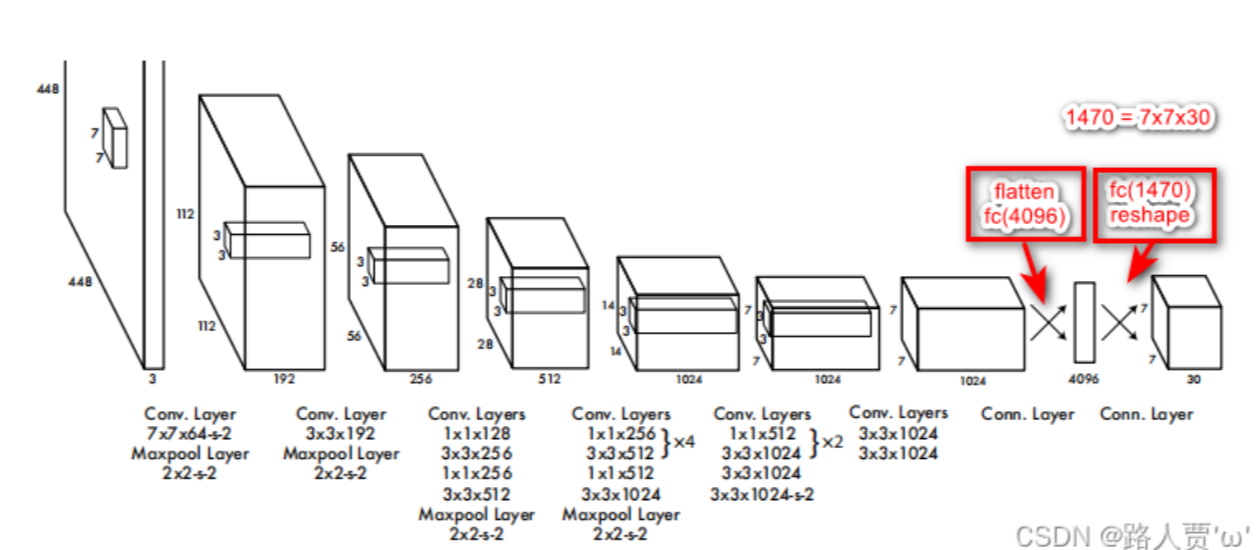 1470 = 7x7x30
flatten
fc(4096)
fc(1470)
reshape
448
448
7
7
3
112
112
3
3
192
56
56
3
3
256
28
28
3
3
512
14
14
3
3
1024
7
7
3
3
1024
7
7
1024
4096
7
7
30
Conv. Layer
7x7x64-s-2
Maxpool Layer
2x2-s-2
Conv. Layer
3x3x192
Maxpool Layer
2x2-s-2
Conv. Layers
1x1x128
3x3x256
1x1x256
3x3x512
Maxpool Layer
2x2-s-2
Conv. Layers
1x1x256
3x3x512
}×4
1x1x512
3x3x1024
Maxpool Layer
2x2-s-2
Conv. Layers
1x1x512
3x3x1024
}×2
3x3x1024
3x3x1024-s-2
Conv. Layers
3x3x1024
3x3x1024
Conn. Layer
Conn. Layer
CSDN @路人贾'ω'